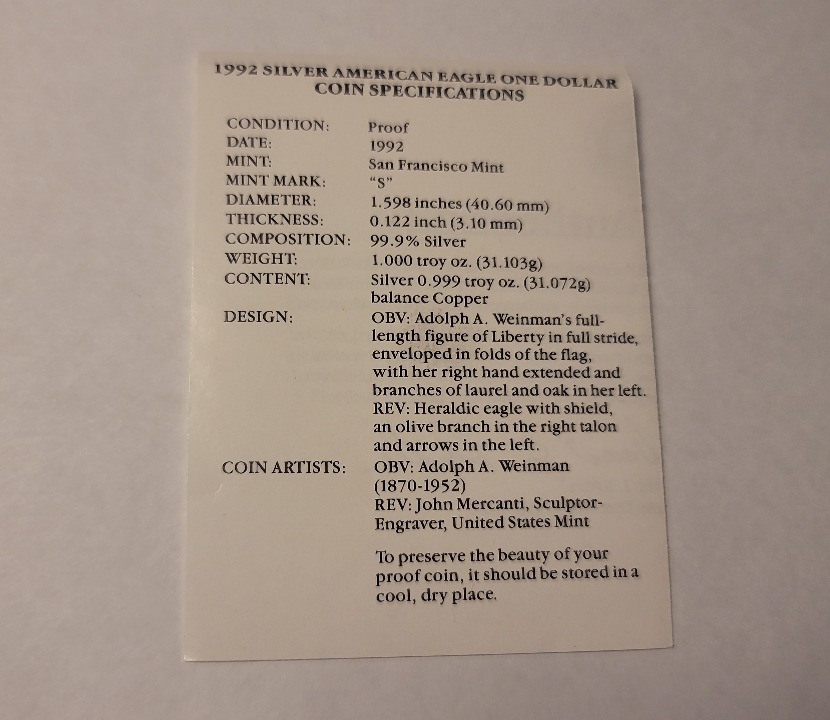 1992 SILVER AMERICAN EAGLE ONE DOLLAR
COIN SPECIFICATIONS
CONDITION: Proof
DATE: 1992
MINT: San Francisco Mint
MINT MARK: “S”
DIAMETER: 1.598 inches (40.60 mm)
THICKNESS: 0.122 inch (3.10 mm)
COMPOSITION: 99.9% Silver
WEIGHT: 1.000 troy oz. (31.103g)
CONTENT: Silver 0.999 troy oz. (31.072g)
balance Copper
DESIGN: OBV: Adolph A. Weinman's full-
length figure of Liberty in full stride,
enveloped in folds of the flag,
with her right hand extended and
branches of laurel and oak in her left.
REV: Heraldic eagle with shield,
an olive branch in the right talon
and arrows in the left.
COIN ARTISTS: OBV: Adolph A. Weinman
(1870-1952)
REV: John Mercanti, Sculptor-
Engraver, United States Mint
To preserve the beauty of your
proof coin, it should be stored in a
cool, dry place.